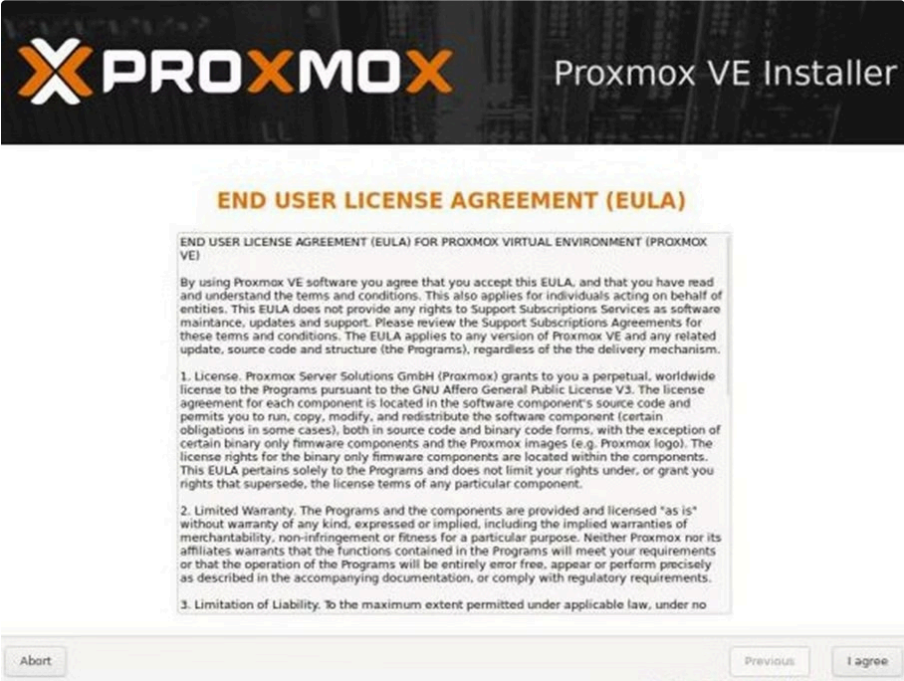 PROXMOX
Proxmox VE Installer
END USER LICENSE AGREEMENT (EULA)
END USER LICENSE AGREEMENT (EULA) FOR PROXMOX VIRTUAL ENVIRONMENT (PROXMOX
VE)
By using Proxmox VE software you agree that you accept this EULA, and that you have read
and understand the terms and conditions. This also applies for individuals acting on behalf of
entities. This EULA does not provide any rights to Support Subscriptions Services as software
maintance, updates and support. Please review the Support Subscriptions Agreements for
these terms and conditions. The EULA applies to any version of Proxmox VE and any related
update, source code and structure (the Programs), regardless of the the delivery mechanism.
1. License. Proxmox Server Solutions GmbH (Proxmox) grants to you a perpetual, worldwide
license to the Programs pursuant to the GNU Affero General Public License V3. The license
agreement for each component is located in the software component's source code and
permits you to run, copy, modify, and redistribute the software component (certain
obligations in some cases), both in source code and binary code forms, with the exception of
certain binary only firmware components and the Proxmox images (e.g. Proxmox logo). The
license rights for the binary only firmware components are located within the components.
This EULA pertains solely to the Programs and does not limit your rights under, or grant you
rights that supersede, the license terms of any particular component.
2. Limited Warranty. The Programs and the components are provided and licensed "as is"
without warranty of any kind, expressed or implied, including the implied warranties of
merchantability, non-infringement or fitness for a particular purpose. Neither Proxmox nor its
affiliates warrants that the functions contained in the Programs will meet your requirements
or that the operation of the Programs will be entirely error free, appear or perform precisely
as described in the accompanying documentation, or comply with regulatory requirements.
3. Limitation of Liability. To the maximum extent permitted under applicable law, under no
Abort
Previous
I agree